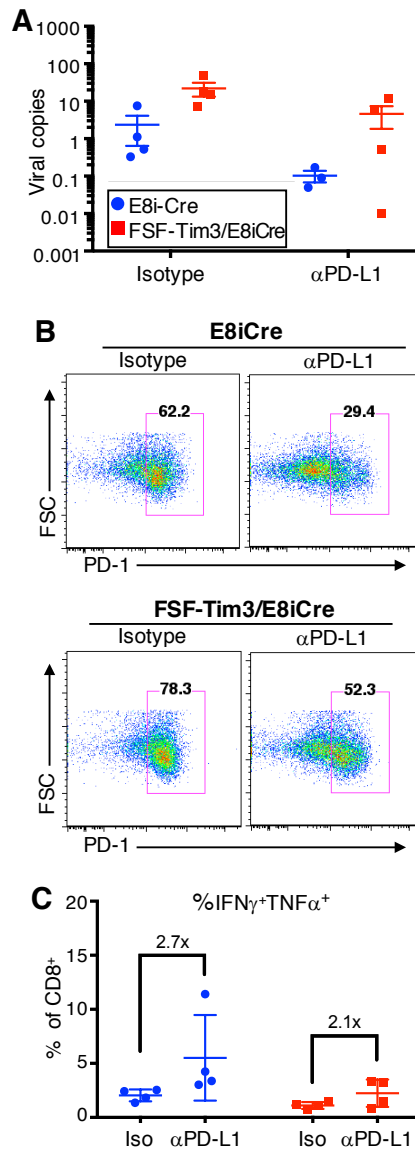 A
Viral copies
1000
100
10
1
0.1
0.01
0.001
E8i-Cre
FSF-Tim3/E8iCre
Isotype
αPD-L1
B
E8iCre
Isotype
αPD-L1
62.2
29.4
FSC
PD-1
FSF-Tim3/E8iCre
Isotype
αPD-L1
78.3
52.3
FSC
PD-1
C
%IFNγ+TNFα+
% of CD8+
20
15
10
5
0
2.7x
2.1x
Iso
αPD-L1
Iso
αPD-L1